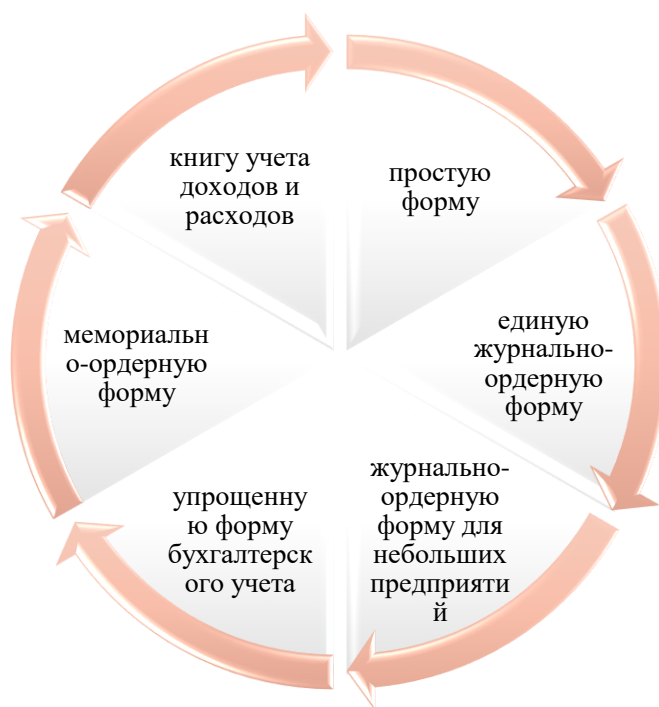 книгу учета
доходов и
расходов
простую
форму
единую
журнально-
ордерную
форму
журнально-
ордерную
форму для
небольших
предприяти
й
упрощенну
ю форму
бухгалтерск
ого учета
мемориальн
о-ордерную
форму